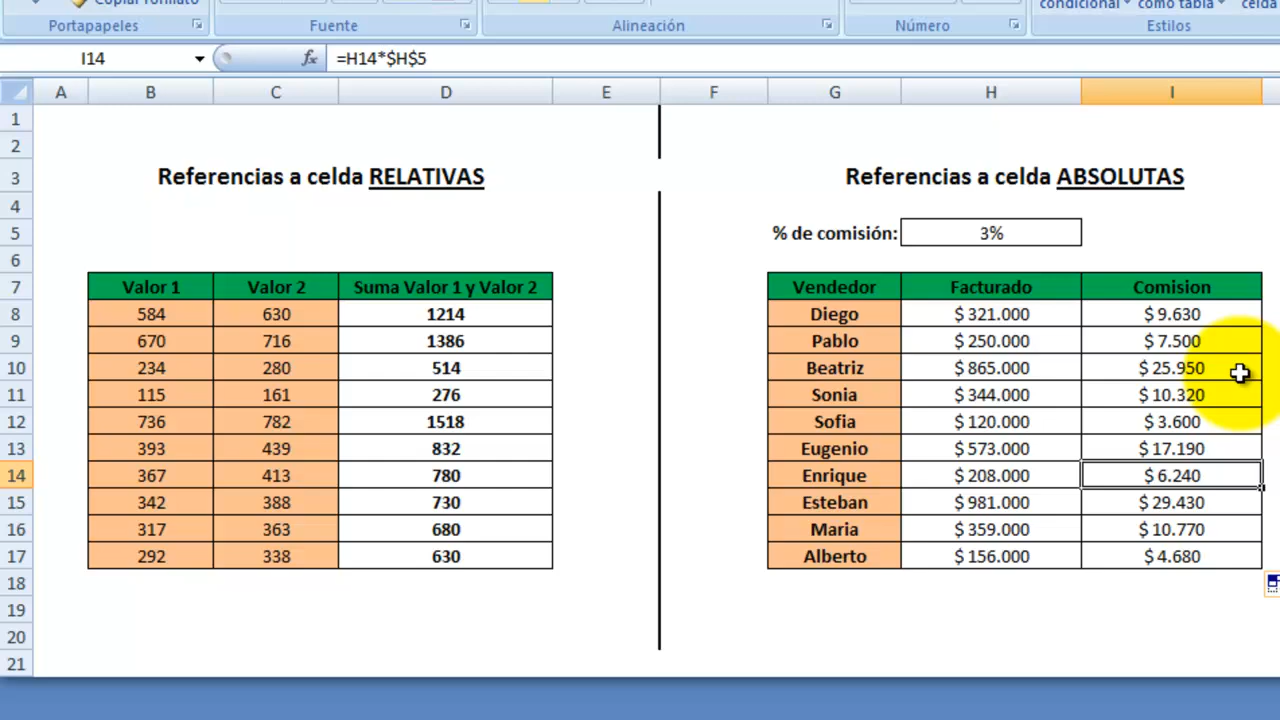 Copiar formato
condicional como tabla celda
Portapapeles Fuente Alineación Número Estilos
I14 fx =H14*$H$5
A B C D E F G H I
1
2
3 Referencias a celda RELATIVAS Referencias a celda ABSOLUTAS
4
5 % de comisión: 3%
6
7 Valor 1 Valor 2 Suma Valor 1 y Valor 2 Vendedor Facturado Comision
8 584 630 1214 Diego $ 321.000 $ 9.630
9 670 716 1386 Pablo $ 250.000 $ 7.500
10 234 280 514 Beatriz $ 865.000 $ 25.950
11 115 161 276 Sonia $ 344.000 $ 10.320
12 736 782 1518 Sofia $ 120.000 $ 3.600
13 393 439 832 Eugenio $ 573.000 $ 17.190
14 367 413 780 Enrique $ 208.000 $ 6.240
15 342 388 730 Esteban $ 981.000 $ 29.430
16 317 363 680 Maria $ 359.000 $ 10.770
17 292 338 630 Alberto $ 156.000 $ 4.680
18
19
20
21